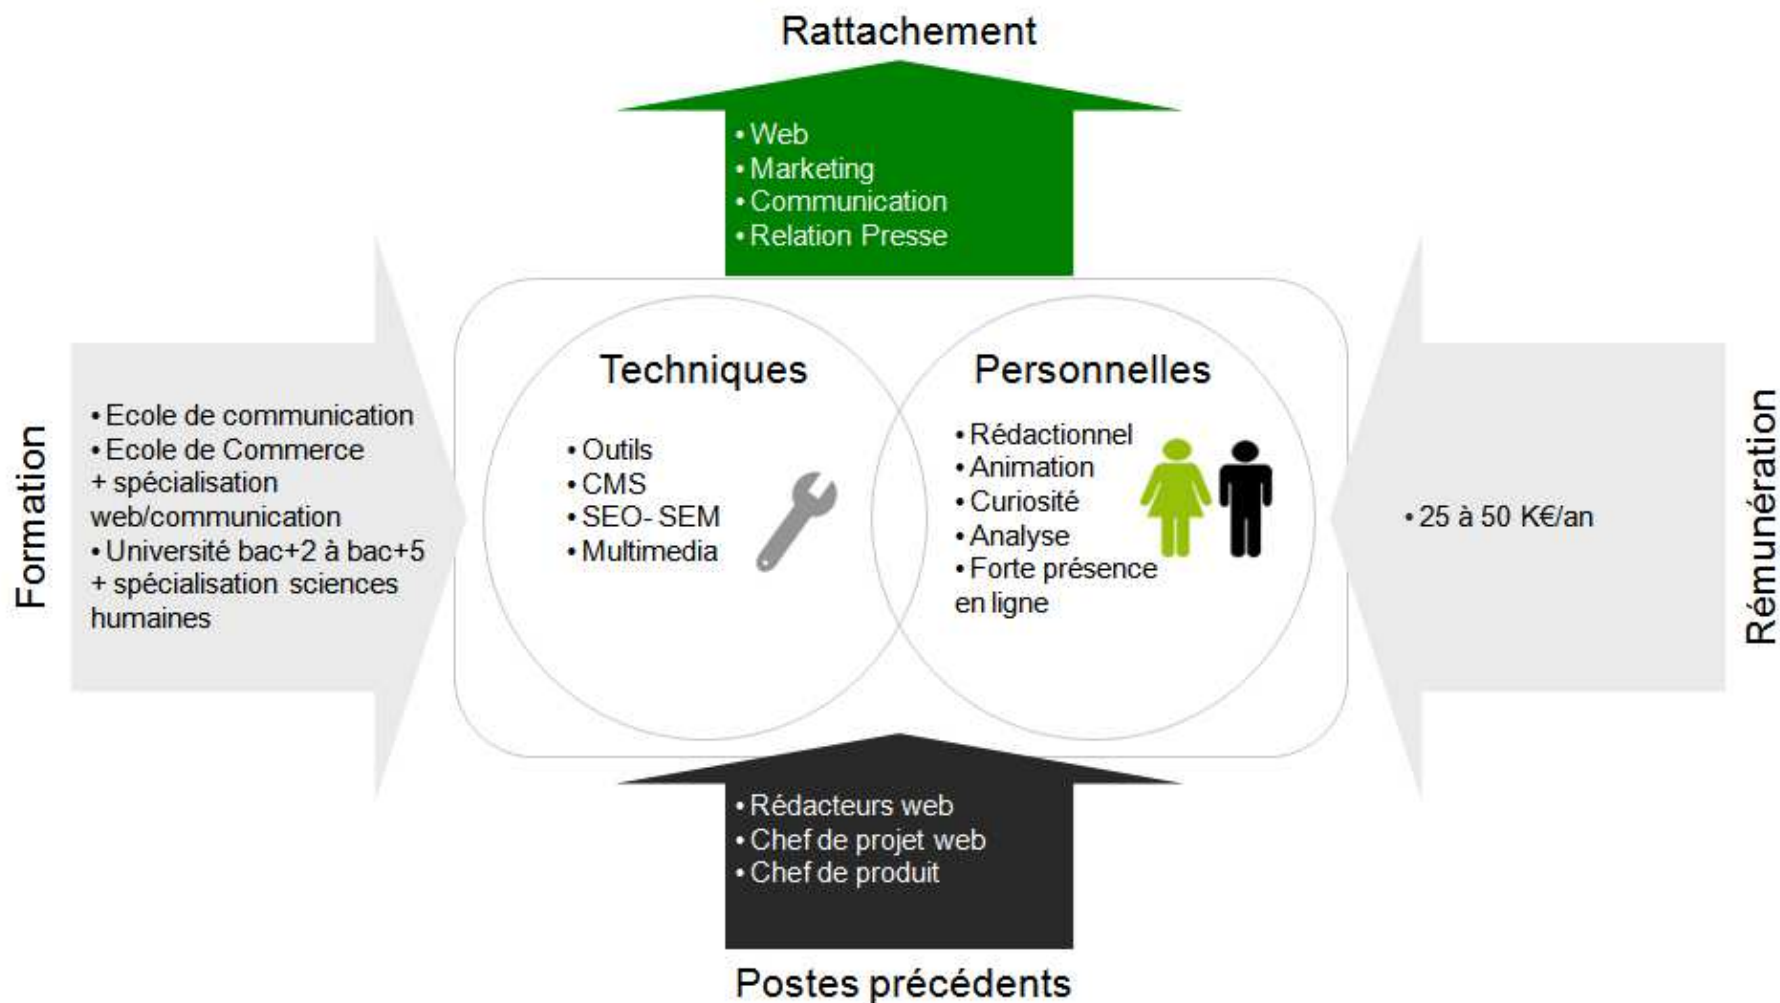 Rattachement
• Web
• Marketing
• Communication
• Relation Presse
Formation
• Ecole de communication
• Ecole de Commerce
+ spécialisation
web/communication
• Université bac+2 à bac+5
+ spécialisation sciences
humaines
Techniques
• Outils
• CMS
• SEO- SEM
• Multimedia
Personnelles
• Rédactionnel
• Animation
• Curiosité
• Analyse
• Forte présence
en ligne
• 25 à 50 K€/an
Rémunération
• Rédacteurs web
• Chef de projet web
• Chef de produit
Postes précédents